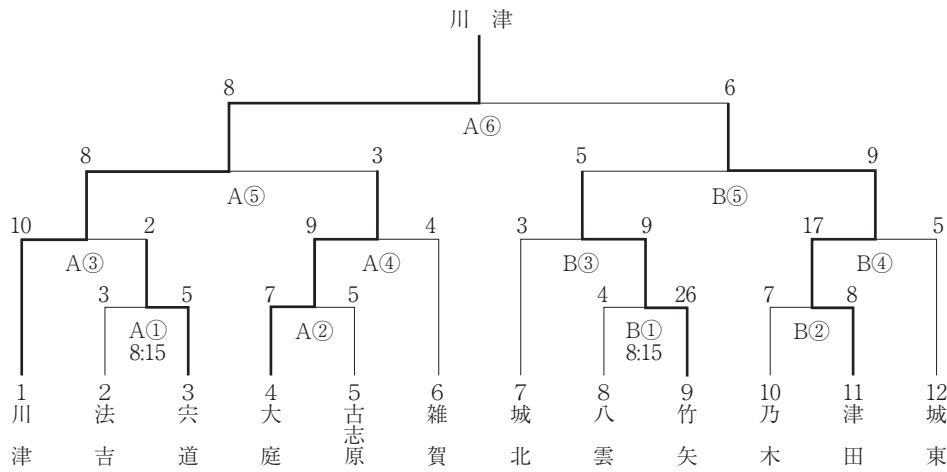 川　津
8 6
A⑥
8 3 5 9
A⑤ B⑤
10 2 9 4 3 9 17 5
A③ A④ B③ B④
3 5 7 5 4 26 7 8
A① A② B① B②
8:15 8:15
1 2 3 4 5 6 7 8 9 10 11 12
川津 法吉 宍道 大庭 古志原 雑賀 城北 八雲 竹矢 乃木 津田 城東